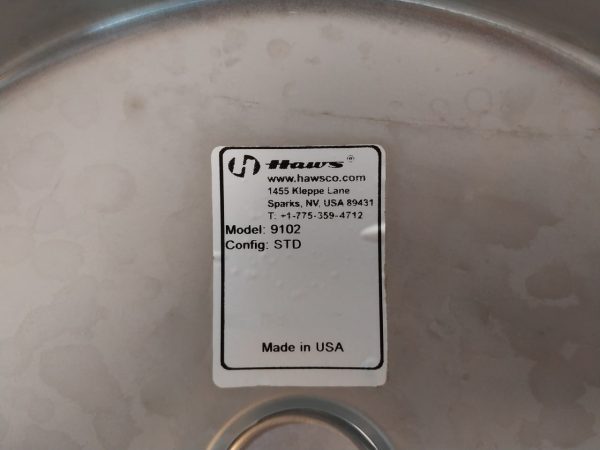 H Haws®
www.hawsco.com
1455 Kleppe Lane
Sparks, NV, USA 89431
T: +1-775-359-4712
Model: 9102
Config: STD
Made in USA